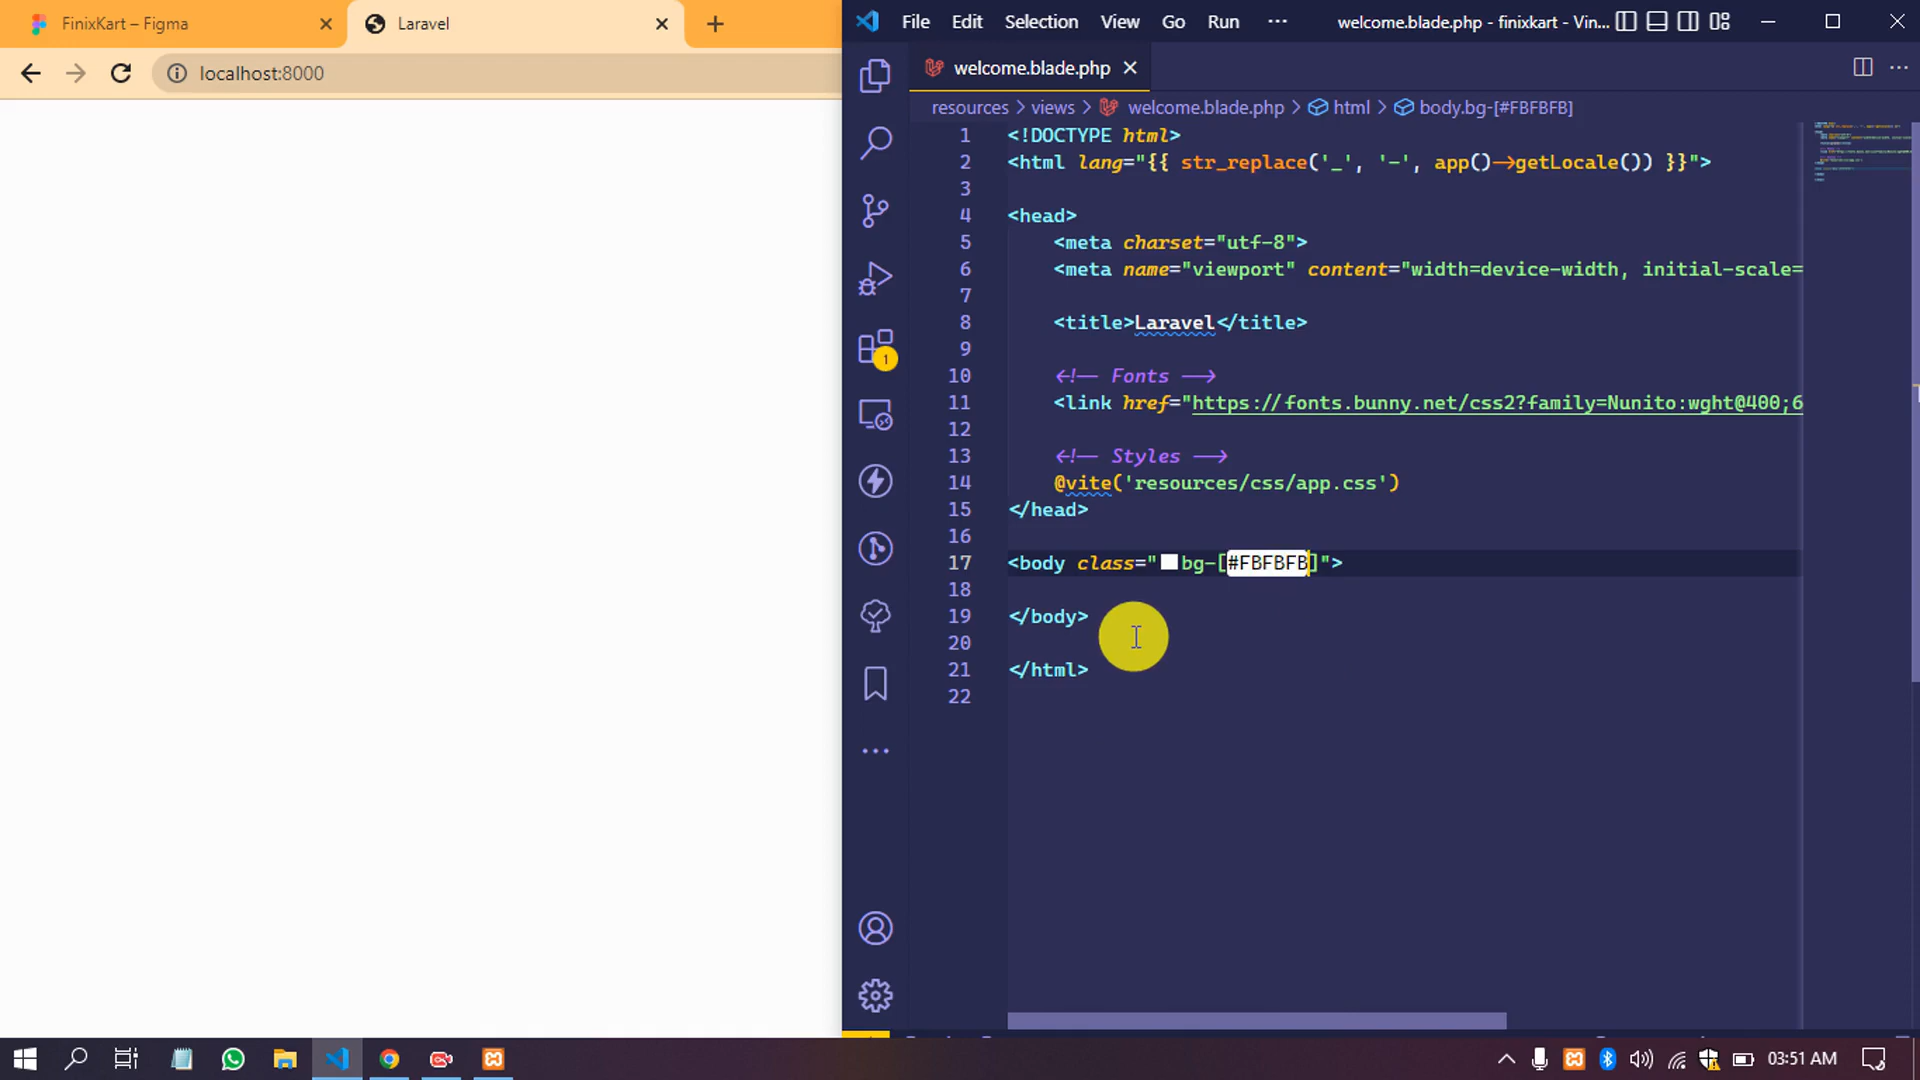 FinixKart – Figma
Laravel
localhost:8000
File Edit Selection View Go Run ··· welcome.blade.php - finixkart - Vin...
welcome.blade.php
resources > views > welcome.blade.php > html > body.bg-[#FBFBFB]
1 <!DOCTYPE html>
2 <html lang="{{ str_replace('_', '-', app()->getLocale()) }}">
3
4 <head>
5 <meta charset="utf-8">
6 <meta name="viewport" content="width=device-width, initial-scale=
7
8 <title>Laravel</title>
9
10 <!-- Fonts -->
11 <link href="https://fonts.bunny.net/css2?family=Nunito:wght@400;6
12
13 <!-- Styles -->
14 @vite('resources/css/app.css')
15 </head>
16
17 <body class="bg-[#FBFBFB]">
18
19 </body>
20
21 </html>
22
1
03:51 AM